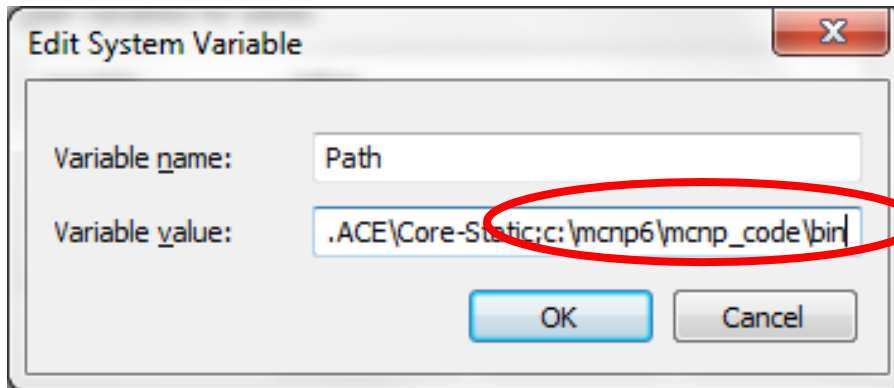 Edit System Variable
Variable name: Path
Variable value: .ACE\Core-Static;c:\mcnp6\mcnp_code\bin
OK Cancel